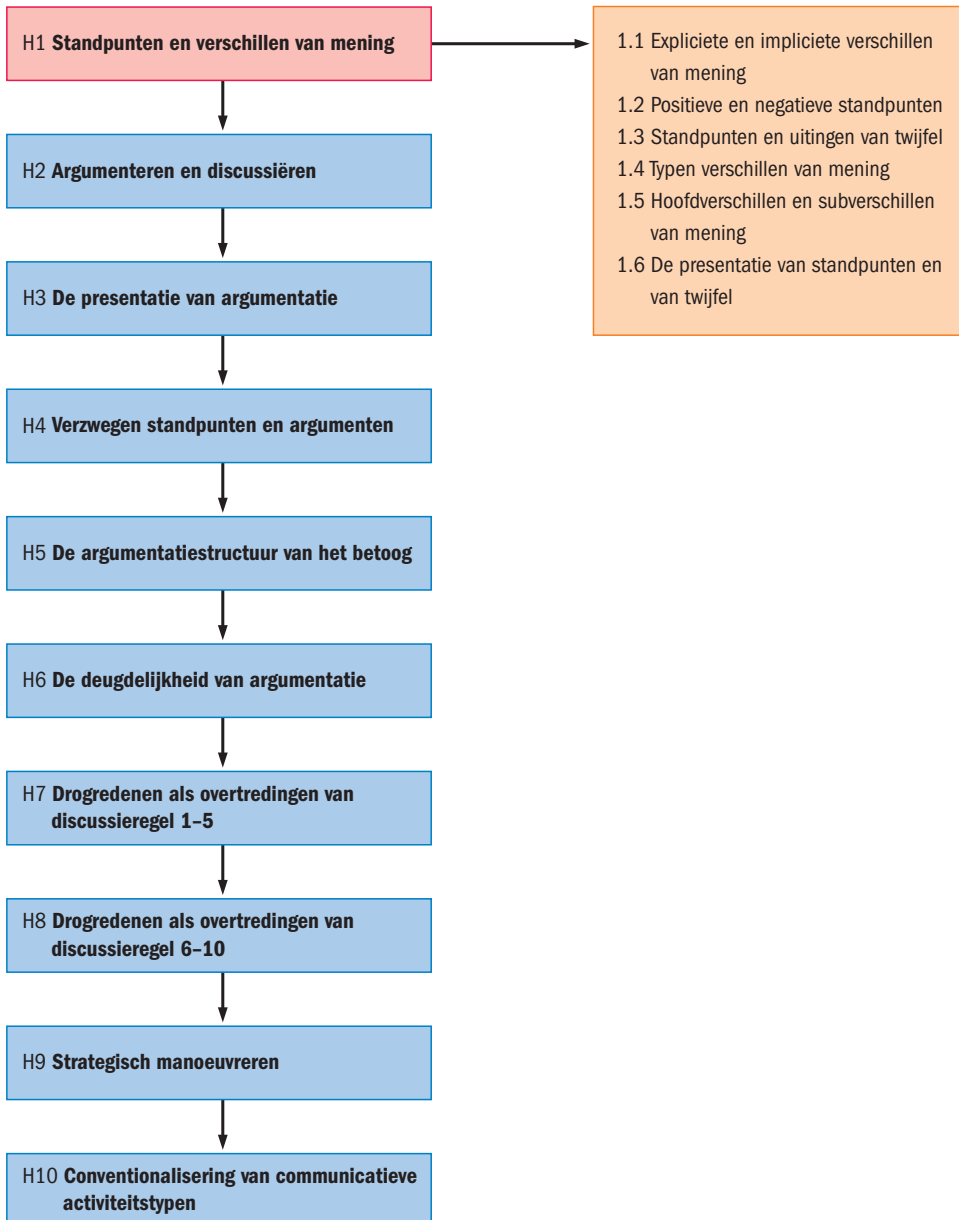 H1 Standpunten en verschillen van mening
1.1 Expliciete en impliciete verschillen
van mening
1.2 Positieve en negatieve standpunten
1.3 Standpunten en uitingen van twijfel
1.4 Typen verschillen van mening
1.5 Hoofdverschillen en subverschillen
van mening
1.6 De presentatie van standpunten en
van twijfel
H2 Argumenteren en discussiëren
H3 De presentatie van argumentatie
H4 Verzwegen standpunten en argumenten
H5 De argumentatiestructuur van het betoog
H6 De deugdelijkheid van argumentatie
H7 Drogredenen als overtredingen van
discussieregel 1–5
H8 Drogredenen als overtredingen van
discussieregel 6–10
H9 Strategisch manoeuvreren
H10 Conventionalisering van communicatieve
activiteitstypen